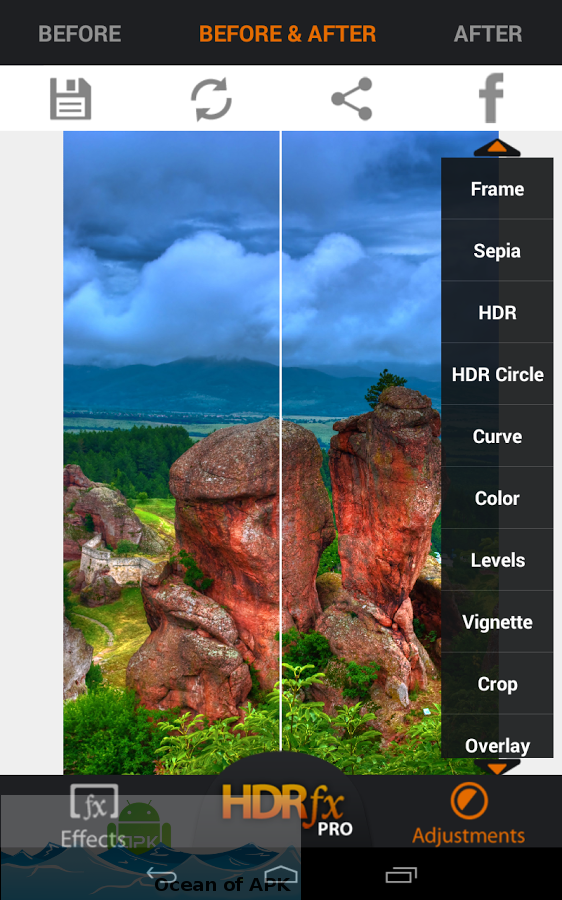 BEFORE BEFORE & AFTER AFTER
f
Frame
Sepia
HDR
HDR Circle
Curve
Color
Levels
Vignette
Crop
Overlay
fx
HDRfx
PRO
Effects
APK
Adjustments
Ocean of APK